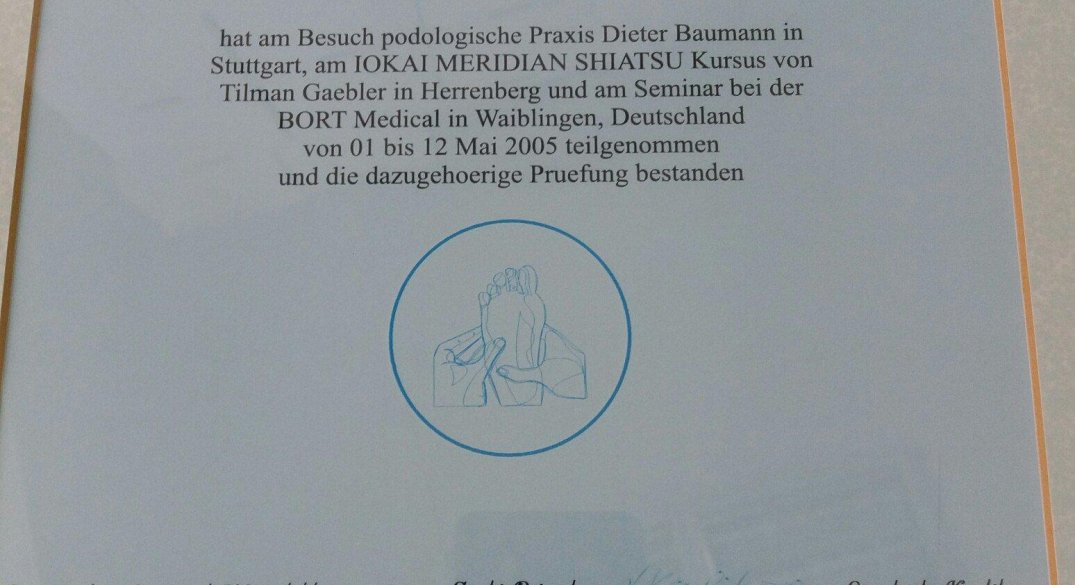 hat am Besuch podologische Praxis Dieter Baumann in
Stuttgart, am IOKAI MERIDIAN SHIATSU Kursus von
Tilman Gaebler in Herrenberg und am Seminar bei der
BORT Medical in Waiblingen, Deutschland
von 01 bis 12 Mai 2005 teilgenommen
und die dazugehoerige Pruefung bestanden